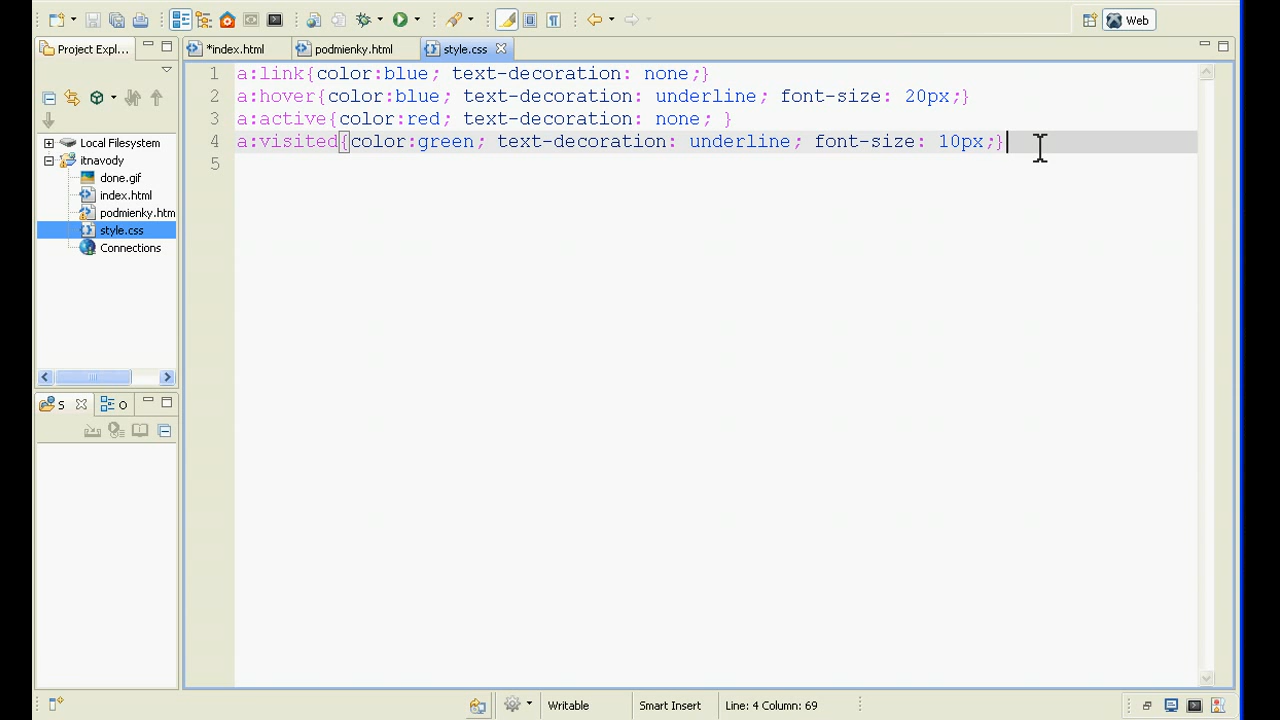 Web
Project Expl...
*index.html
podmienky.html
style.css
1 a:link{color:blue; text-decoration: none;}
2 a:hover{color:blue; text-decoration: underline; font-size: 20px;}
3 a:active{color:red; text-decoration: none; }
4 a:visited{color:green; text-decoration: underline; font-size: 10px;}
5
Local Filesystem
itnavody
done.gif
index.html
podmienky.htm
style.css
Connections
S
O
Writable
Smart Insert
Line: 4 Column: 69